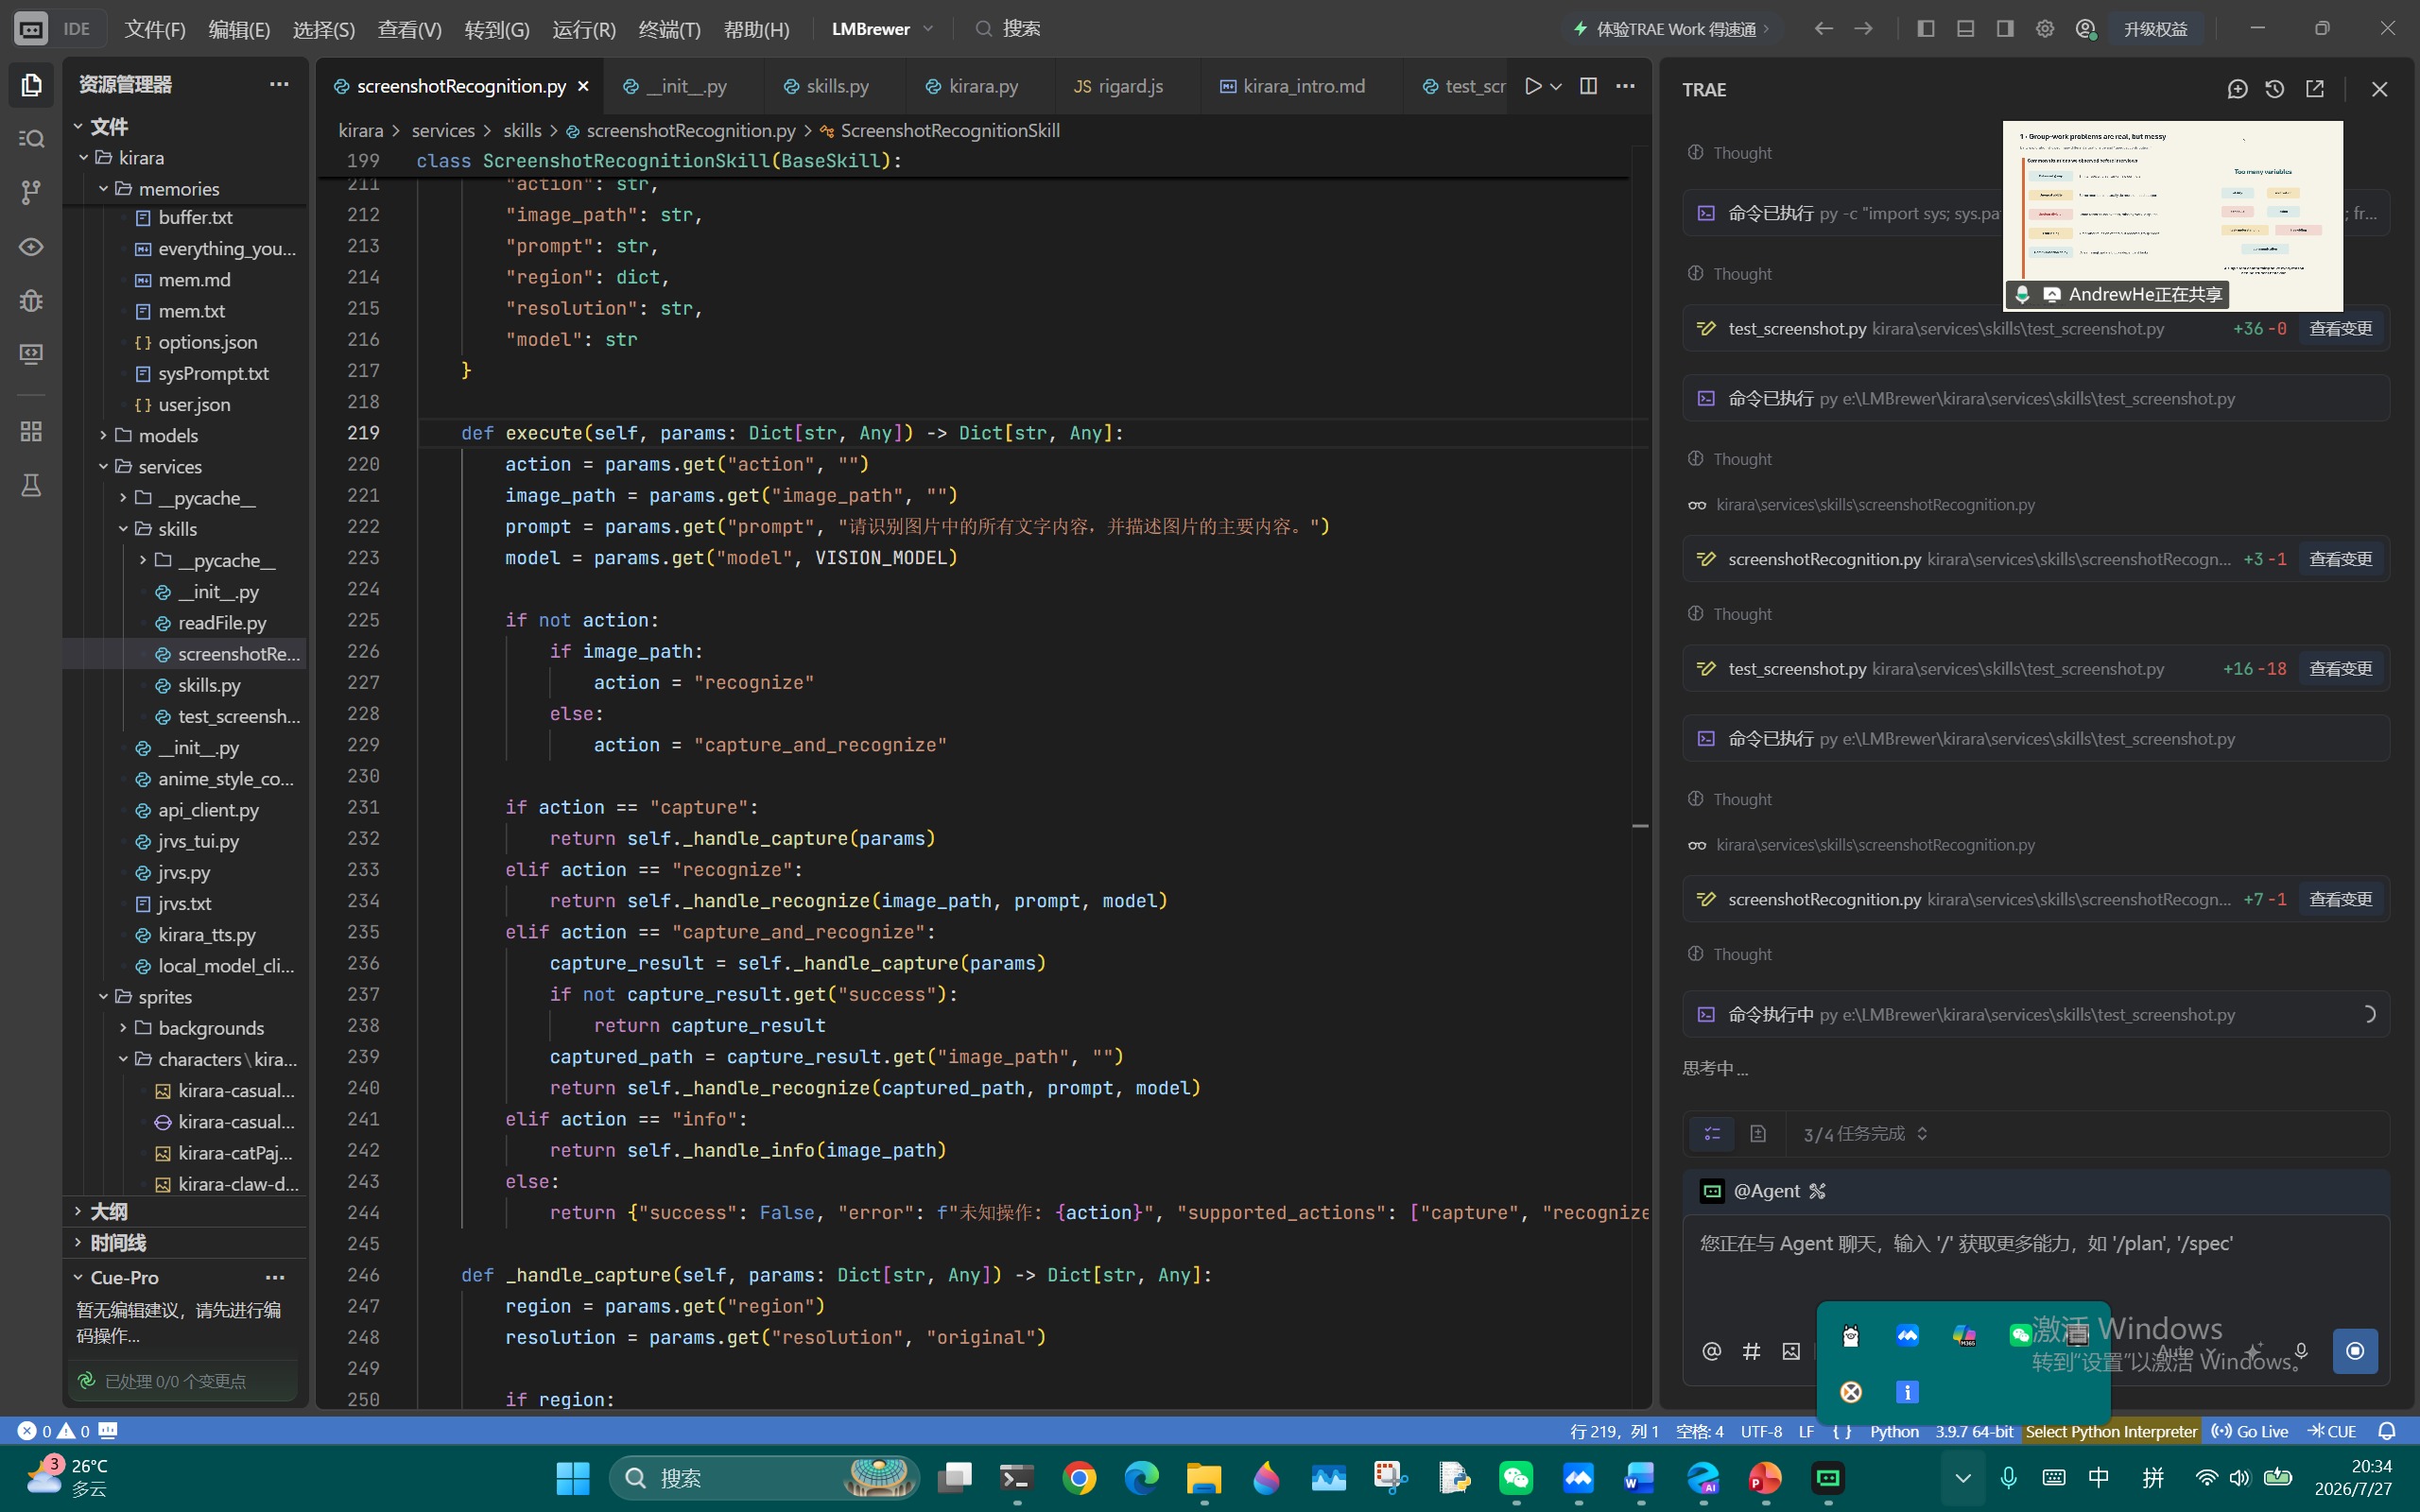 IDE 文件(F) 编辑(E) 选择(S) 查看(V) 转到(G) 运行(R) 终端(T) 帮助(H) LMBrewer 搜索 体验TRAE Work 得速通 升级权益
资源管理器
文件
kirara
memories
buffer.txt
everything_you...
mem.md
mem.txt
options.json
sysPrompt.txt
user.json
models
services
__pycache__
skills
__pycache__
__init__.py
readFile.py
screenshotRe...
skills.py
test_screensh...
__init__.py
anime_style_co...
api_client.py
jrvs_tui.py
jrvs.py
jrvs.txt
kirara_tts.py
local_model_cli...
sprites
backgrounds
characters\kira...
kirara-casual...
kirara-casual...
kirara-catPaj...
kirara-claw-d...
大纲
时间线
Cue-Pro
暂无编辑建议，请先进行编
码操作...
已处理 0/0 个变更点
screenshotRecognition.py __init__.py skills.py kirara.py JS rigard.js kirara_intro.md test_scr
kirara > services > skills > screenshotRecognition.py > ScreenshotRecognitionSkill
199 class ScreenshotRecognitionSkill(BaseSkill):
211 "action": str,
212 "image_path": str,
213 "prompt": str,
214 "region": dict,
215 "resolution": str,
216 "model": str
217 }
218
219 def execute(self, params: Dict[str, Any]) -> Dict[str, Any]:
220 action = params.get("action", "")
221 image_path = params.get("image_path", "")
222 prompt = params.get("prompt", "请识别图片中的所有文字内容，并描述图片的主要内容。")
223 model = params.get("model", VISION_MODEL)
224
225 if not action:
226 if image_path:
227 action = "recognize"
228 else:
229 action = "capture_and_recognize"
230
231 if action == "capture":
232 return self._handle_capture(params)
233 elif action == "recognize":
234 return self._handle_recognize(image_path, prompt, model)
235 elif action == "capture_and_recognize":
236 capture_result = self._handle_capture(params)
237 if not capture_result.get("success"):
238 return capture_result
239 captured_path = capture_result.get("image_path", "")
240 return self._handle_recognize(captured_path, prompt, model)
241 elif action == "info":
242 return self._handle_info(image_path)
243 else:
244 return {"success": False, "error": f"未知操作: {action}", "supported_actions": ["capture", "recognize
245
246 def _handle_capture(self, params: Dict[str, Any]) -> Dict[str, Any]:
247 region = params.get("region")
248 resolution = params.get("resolution", "original")
249
250 if region:
TRAE
Thought
命令已执行 py -c "import sys; sys.pa ; fr...
1 · Group-work problems are real, but messy
Too many variables
AndrewHe正在共享
Thought
test_screenshot.py kirara\services\skills\test_screenshot.py +36 -0 查看变更
命令已执行 py e:\LMBrewer\kirara\services\skills\test_screenshot.py
Thought
kirara\services\skills\screenshotRecognition.py
screenshotRecognition.py kirara\services\skills\screenshotRecogn... +3 -1 查看变更
Thought
test_screenshot.py kirara\services\skills\test_screenshot.py +16 -18 查看变更
命令已执行 py e:\LMBrewer\kirara\services\skills\test_screenshot.py
Thought
kirara\services\skills\screenshotRecognition.py
screenshotRecognition.py kirara\services\skills\screenshotRecogn... +7 -1 查看变更
Thought
命令执行中 py e:\LMBrewer\kirara\services\skills\test_screenshot.py
思考中 ...
3/4 任务完成
@Agent
您正在与 Agent 聊天，输入 '/' 获取更多能力，如 '/plan', '/spec'
Auto
激活 Windows
转到"设置"以激活 Windows。
0 0 行 219，列 1 空格: 4 UTF-8 LF { } Python 3.9.7 64-bit Select Python Interpreter Go Live CUE
3 26°C
多云
搜索
中 拼
20:34
2026/7/27